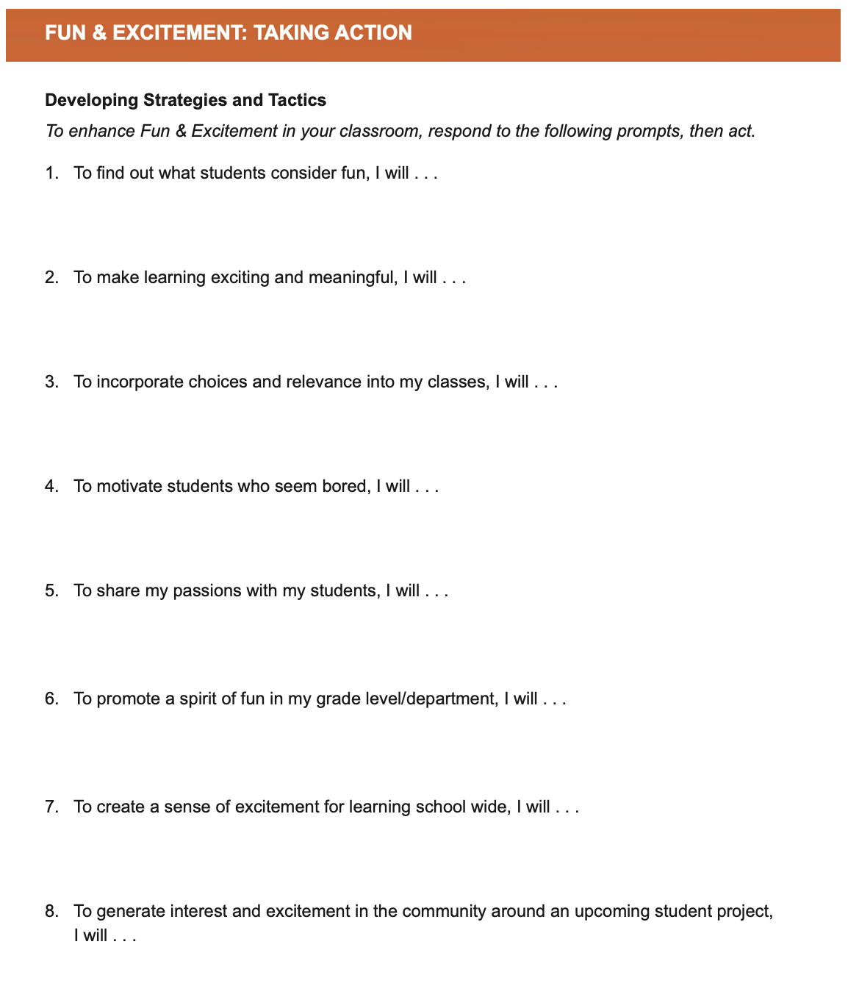 FUN & EXCITEMENT: TAKING ACTION
Developing Strategies and Tactics
To enhance Fun & Excitement in your classroom, respond to the following prompts, then act.
1. To find out what students consider fun, I will . . .
2. To make learning exciting and meaningful, I will . . .
3. To incorporate choices and relevance into my classes, I will . . .
4. To motivate students who seem bored, I will . . .
5. To share my passions with my students, I will . . .
6. To promote a spirit of fun in my grade level/department, I will . . .
7. To create a sense of excitement for learning school wide, I will . . .
8. To generate interest and excitement in the community around an upcoming student project,
I will . . .